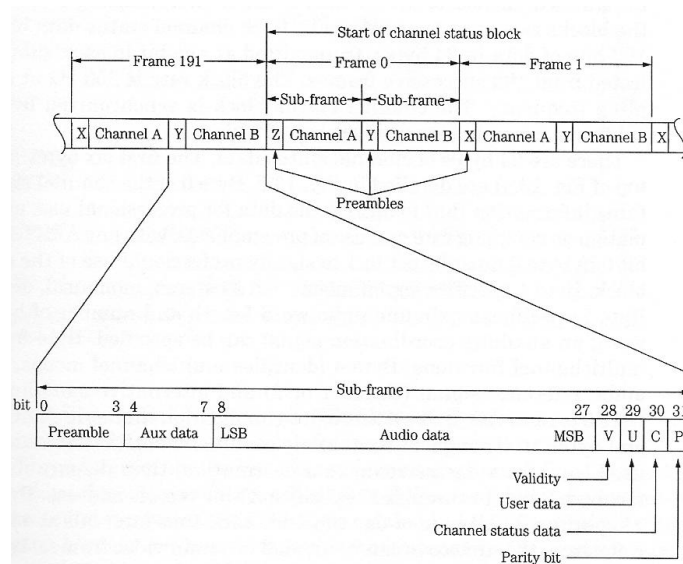 Start of channel status block
Frame 191 Frame 0 Frame 1
Sub-frame Sub-frame
X Channel A Y Channel B Z Channel A Y Channel B X Channel A Y Channel B X
Preambles
Sub-frame
bit 0 3 4 7 8 27 28 29 30 31
Preamble Aux data LSB Audio data MSB V U C P
Validity
User data
Channel status data
Parity bit